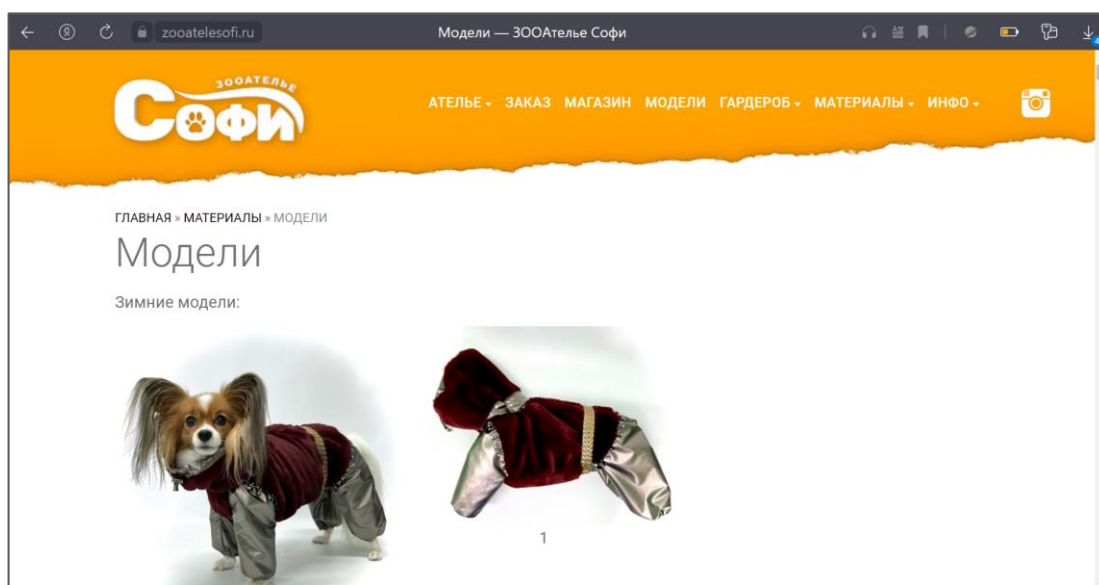 zooatelesofi.ru
Модели — ЗООАтелье Софи
ЗООАТЕЛЬЕ
СОФИ
АТЕЛЬЕ ЗАКАЗ МАГАЗИН МОДЕЛИ ГАРДЕРОБ МАТЕРИАЛЫ ИНФО
ГЛАВНАЯ » МАТЕРИАЛЫ » МОДЕЛИ
Модели
Зимние модели:
1